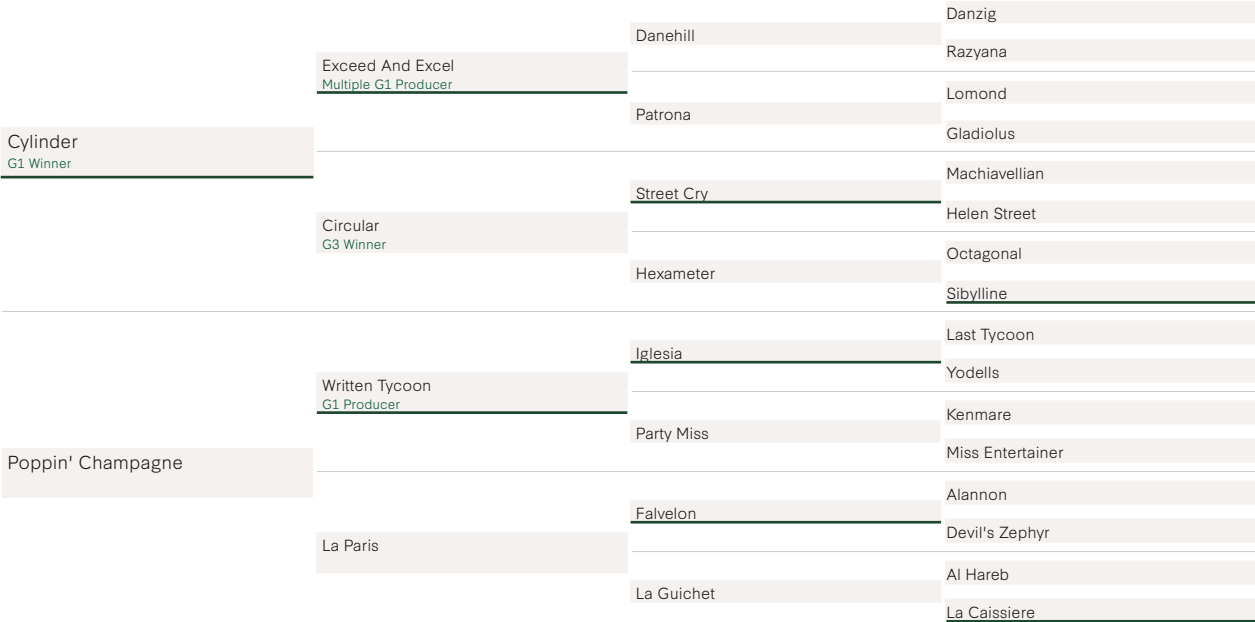 Danzig
Danehill
Razyana
Exceed And Excel
Multiple G1 Producer
Lomond
Patrona
Gladiolus
Cylinder
G1 Winner
Machiavellian
Street Cry
Helen Street
Circular
G3 Winner
Octagonal
Hexameter
Sibylline
Last Tycoon
Iglesia
Yodells
Written Tycoon
G1 Producer
Kenmare
Party Miss
Miss Entertainer
Poppin' Champagne
Alannon
Falvelon
Devil's Zephyr
La Paris
Al Hareb
La Guichet
La Caissiere